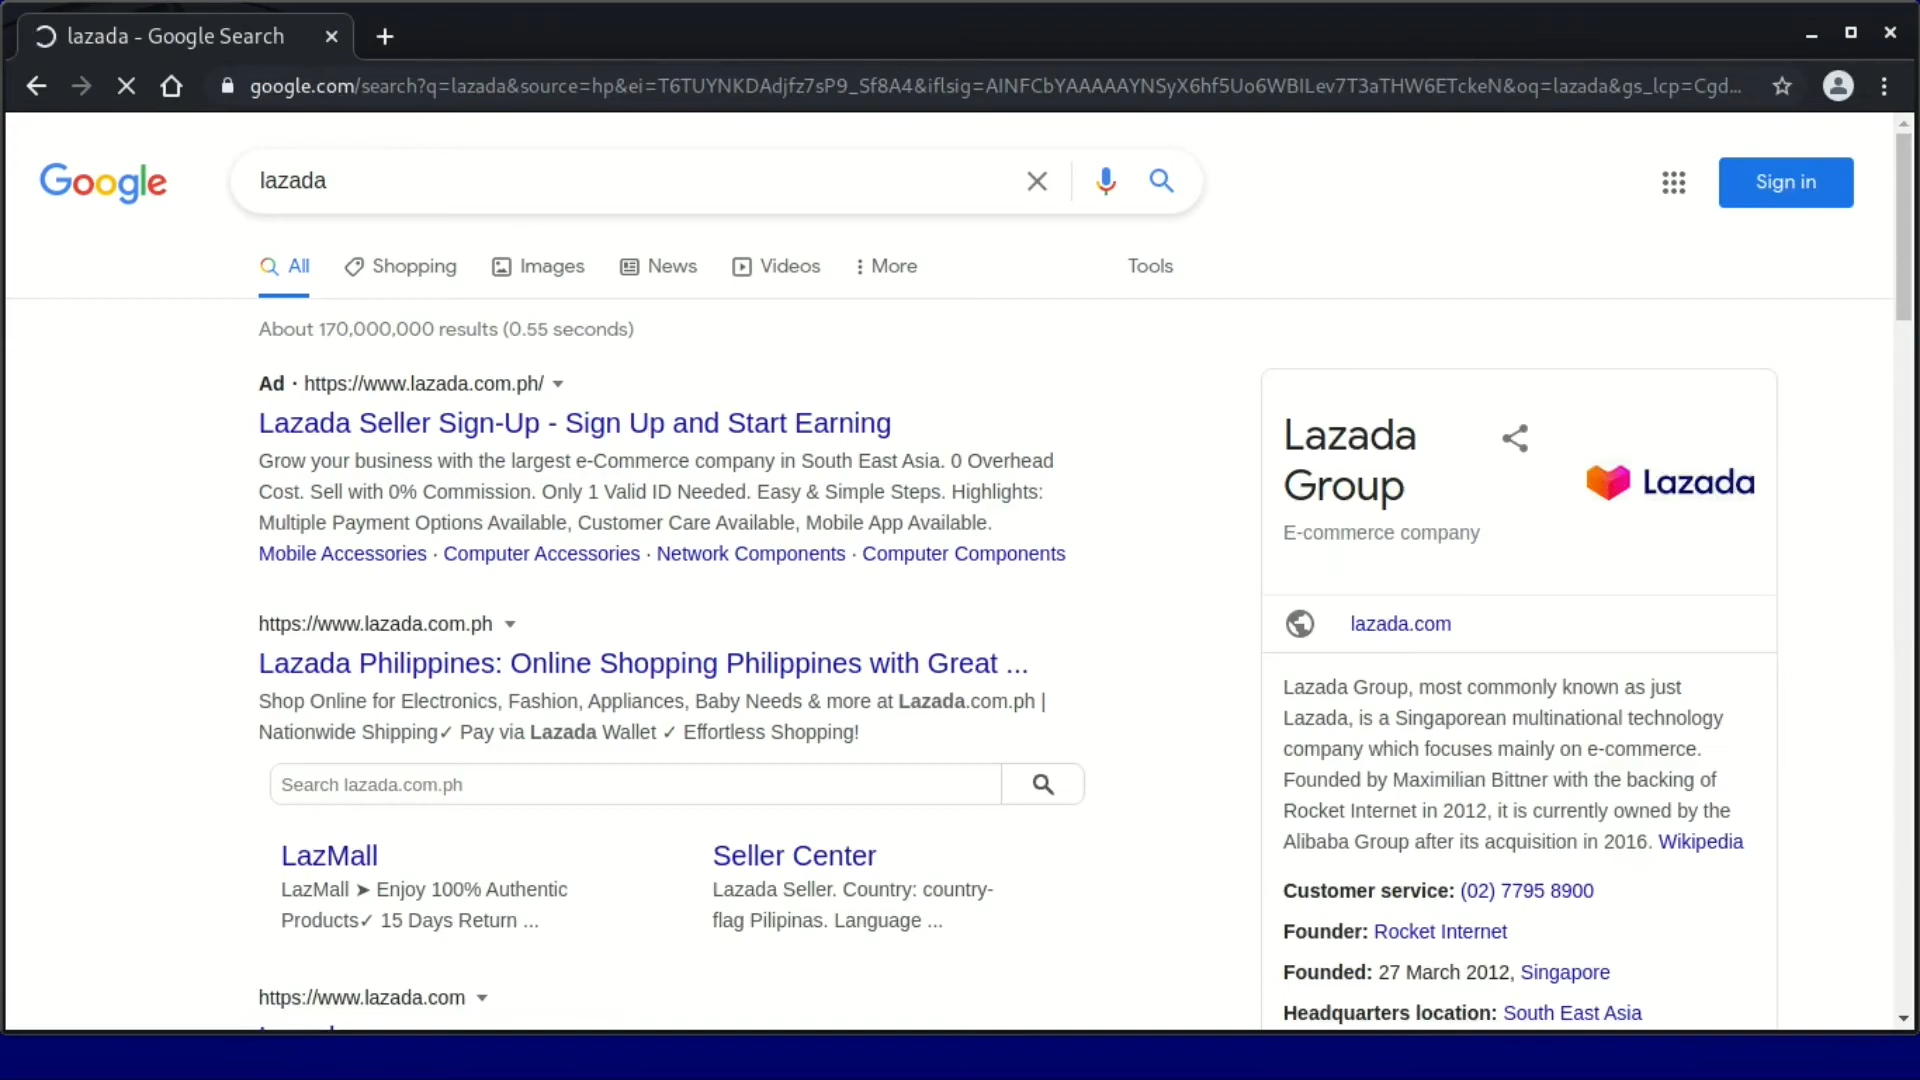 lazada - Google Search
google.com/search?q=lazada&source=hp&ei=T6TUYNKDAdjfz7sP9_Sf8A4&iflsig=AINFCbYAAAAAYNSyX6hf5Uo6WBILev7T3aTHW6ETckeN&oq=lazada&gs_lcp=Cgd...
Google
lazada
Sign in
All
Shopping
Images
News
Videos
More
Tools
About 170,000,000 results (0.55 seconds)
Ad · https://www.lazada.com.ph/
Lazada Seller Sign-Up - Sign Up and Start Earning
Grow your business with the largest e-Commerce company in South East Asia. 0 Overhead
Cost. Sell with 0% Commission. Only 1 Valid ID Needed. Easy & Simple Steps. Highlights:
Multiple Payment Options Available, Customer Care Available, Mobile App Available.
Mobile Accessories · Computer Accessories · Network Components · Computer Components
https://www.lazada.com.ph
Lazada Philippines: Online Shopping Philippines with Great ...
Shop Online for Electronics, Fashion, Appliances, Baby Needs & more at Lazada.com.ph |
Nationwide Shipping✓ Pay via Lazada Wallet ✓ Effortless Shopping!
Search lazada.com.ph
LazMall
LazMall ➤ Enjoy 100% Authentic
Products✓ 15 Days Return ...
Seller Center
Lazada Seller. Country: country-
flag Pilipinas. Language ...
https://www.lazada.com
Lazada
Group
Lazada
E-commerce company
lazada.com
Lazada Group, most commonly known as just
Lazada, is a Singaporean multinational technology
company which focuses mainly on e-commerce.
Founded by Maximilian Bittner with the backing of
Rocket Internet in 2012, it is currently owned by the
Alibaba Group after its acquisition in 2016. Wikipedia
Customer service: (02) 7795 8900
Founder: Rocket Internet
Founded: 27 March 2012, Singapore
Headquarters location: South East Asia